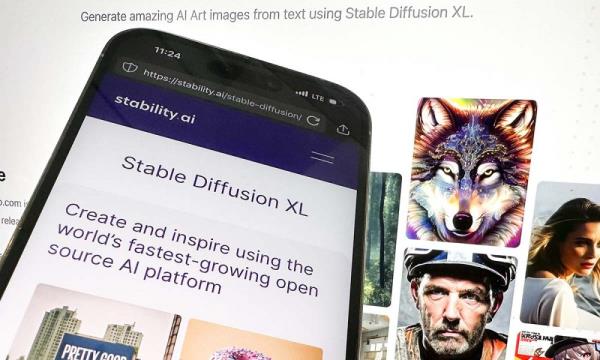 Generate amazing AI Art images from text using Stable Diffusion XL.
11:24
LTE
https://stability.ai/stable-diffusion/
stability.ai
Stable Diffusion XL
Create and inspire using the
world's fastest-growing open
source AI platform
PRETTY GOOD